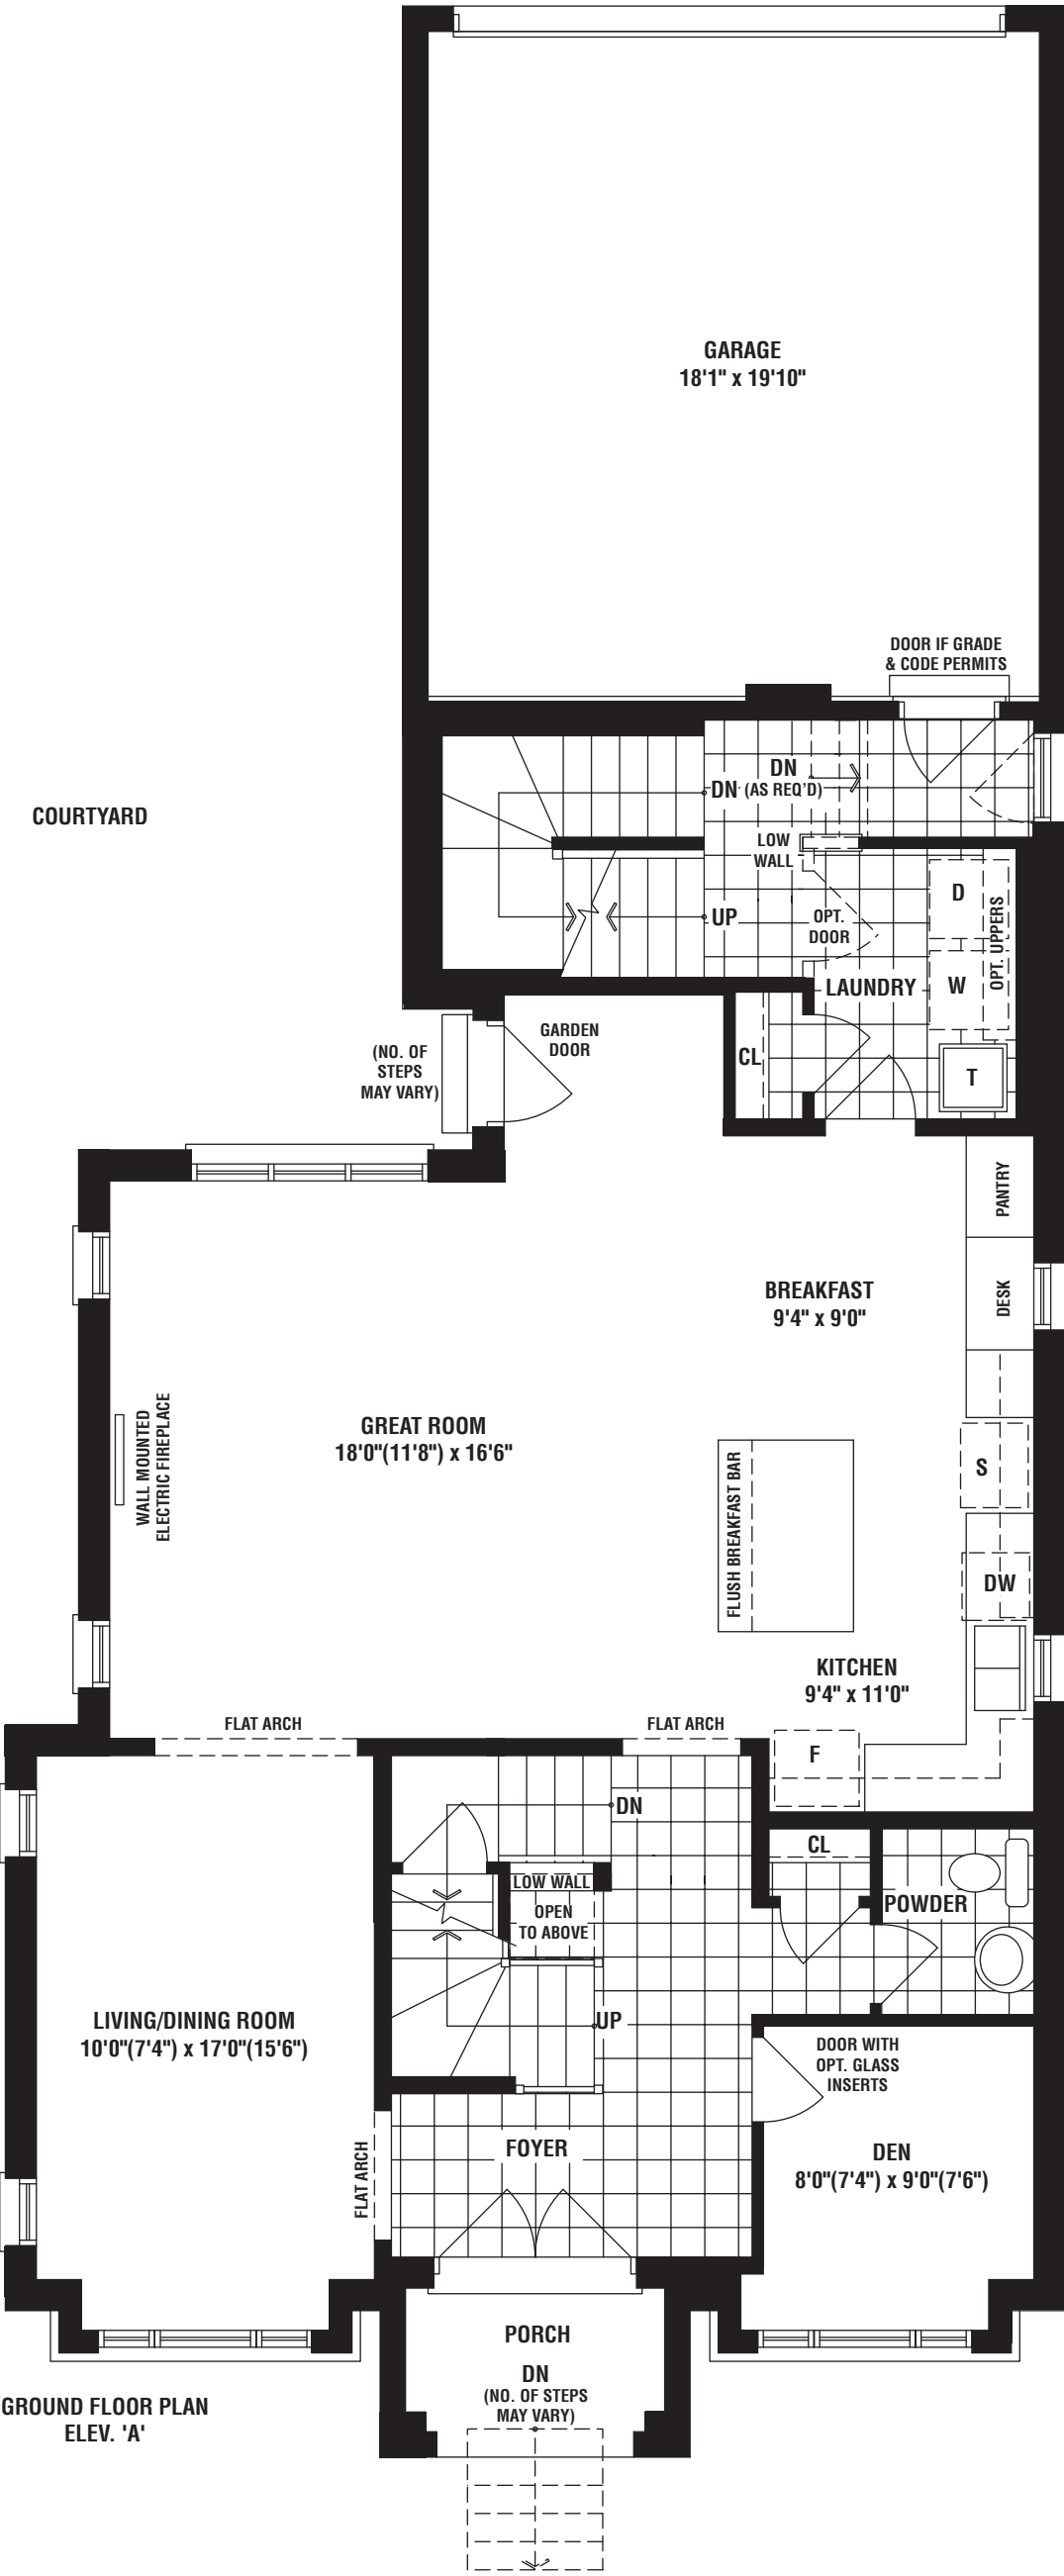 GARAGE
18'1" x 19'10"
DOOR IF GRADE
& CODE PERMITS
COURTYARD
DN
DN (AS REQ'D)
LOW
WALL
UP
OPT.
DOOR
D
W
OPT. UPPERS
LAUNDRY
CL
T
GARDEN
DOOR
(NO. OF
STEPS
MAY VARY)
PANTRY
DESK
BREAKFAST
9'4" x 9'0"
WALL MOUNTED
ELECTRIC FIREPLACE
GREAT ROOM
18'0"(11'8") x 16'6"
FLUSH BREAKFAST BAR
S
DW
KITCHEN
9'4" x 11'0"
FLAT ARCH
FLAT ARCH
F
DN
CL
LOW WALL
OPEN
TO ABOVE
POWDER
UP
LIVING/DINING ROOM
10'0"(7'4") x 17'0"(15'6")
DOOR WITH
OPT. GLASS
INSERTS
FLAT ARCH
FOYER
DEN
8'0"(7'4") x 9'0"(7'6")
PORCH
DN
(NO. OF STEPS
MAY VARY)
GROUND FLOOR PLAN
ELEV. 'A'